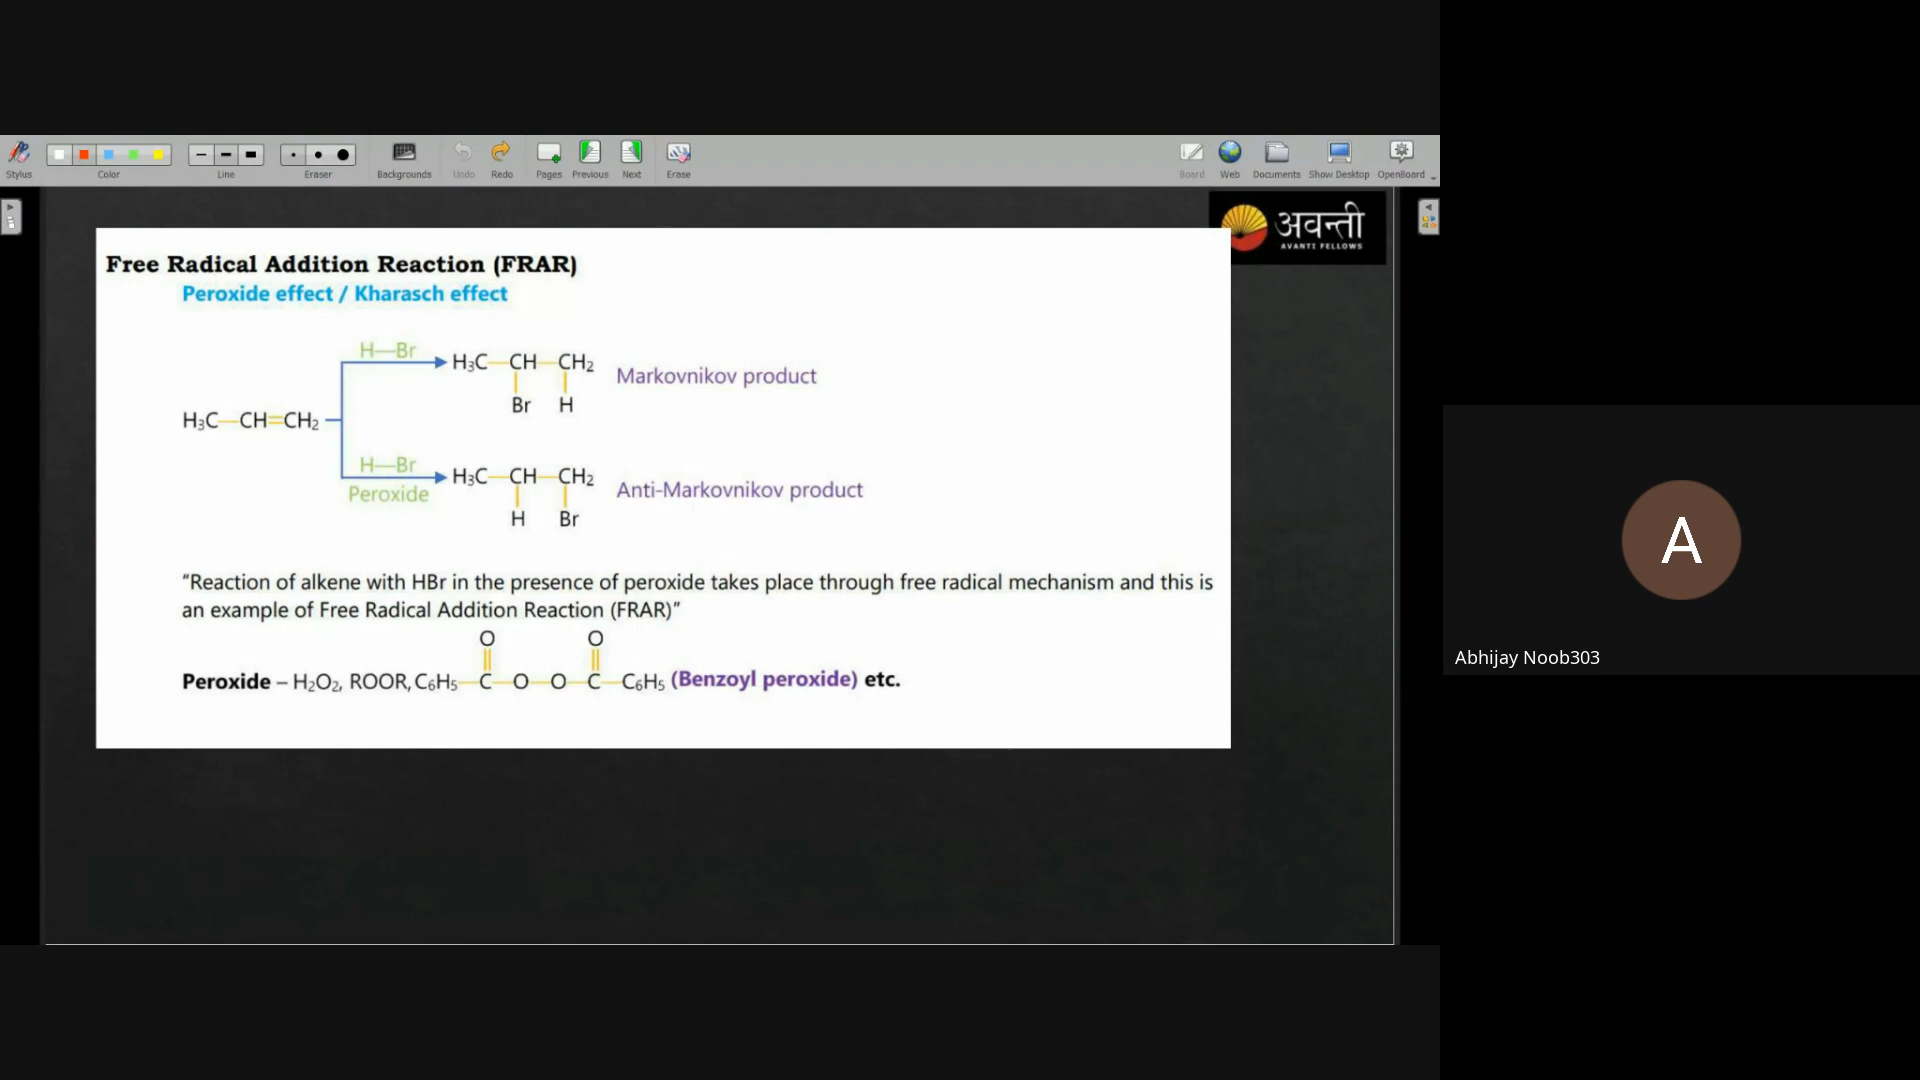 Stylus Color Line Eraser Backgrounds Undo Redo Pages Previous Next Erase Board Web Documents Show Desktop OpenBoard
अवन्ती
AVANTI FELLOWS
Free Radical Addition Reaction (FRAR)
Peroxide effect / Kharasch effect
H—Br
H₃C—CH—CH₂
Markovnikov product
Br H
H₃C—CH=CH₂
H—Br
H₃C—CH—CH₂
Peroxide
Anti-Markovnikov product
H Br
“Reaction of alkene with HBr in the presence of peroxide takes place through free radical mechanism and this is
an example of Free Radical Addition Reaction (FRAR)”
O O
Peroxide – H₂O₂, ROOR, C₆H₅—C—O—O—C—C₆H₅ (Benzoyl peroxide) etc.
A
Abhijay Noob303